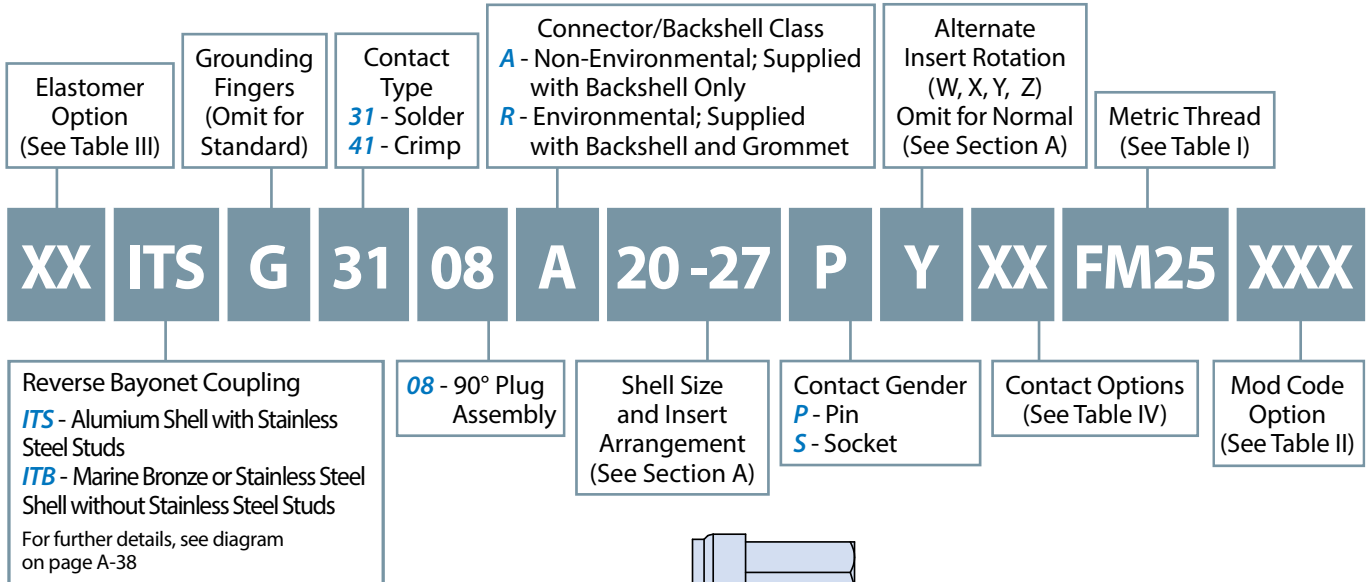 Elastomer
Option
(See Table III)
Grounding
Fingers
(Omit for
Standard)
Contact
Type
31 - Solder
41 - Crimp
Connector/Backshell Class
A - Non-Environmental; Supplied
with Backshell Only
R - Environmental; Supplied
with Backshell and Grommet
Alternate
Insert Rotation
(W, X, Y, Z)
Omit for Normal
(See Section A)
Metric Thread
(See Table I)
XX ITS G 31 08 A 20 -27 P Y XX FM25 XXX
Reverse Bayonet Coupling
ITS - Alumium Shell with Stainless
Steel Studs
ITB - Marine Bronze or Stainless Steel
Shell without Stainless Steel Studs
For further details, see diagram
on page A-38
08 - 90° Plug
Assembly
Shell Size
and Insert
Arrangement
(See Section A)
Contact Gender
P - Pin
S - Socket
Contact Options
(See Table IV)
Mod Code
Option
(See Table II)